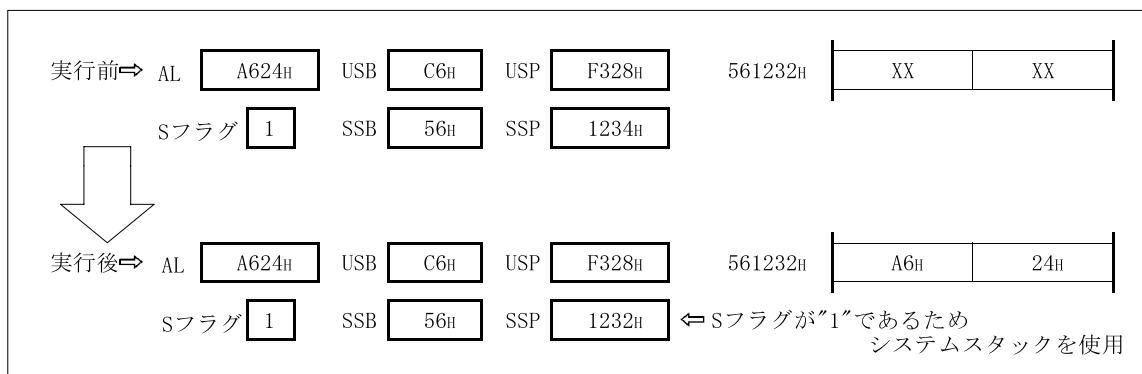 実行前⇨ AL A624H USB C6H USP F328H 561232H XX XX
Sフラグ 1 SSB 56H SSP 1234H
実行後⇨ AL A624H USB C6H USP F328H 561232H A6H 24H
Sフラグ 1 SSB 56H SSP 1232H ⇦ Sフラグが"1"であるため
システムスタックを使用